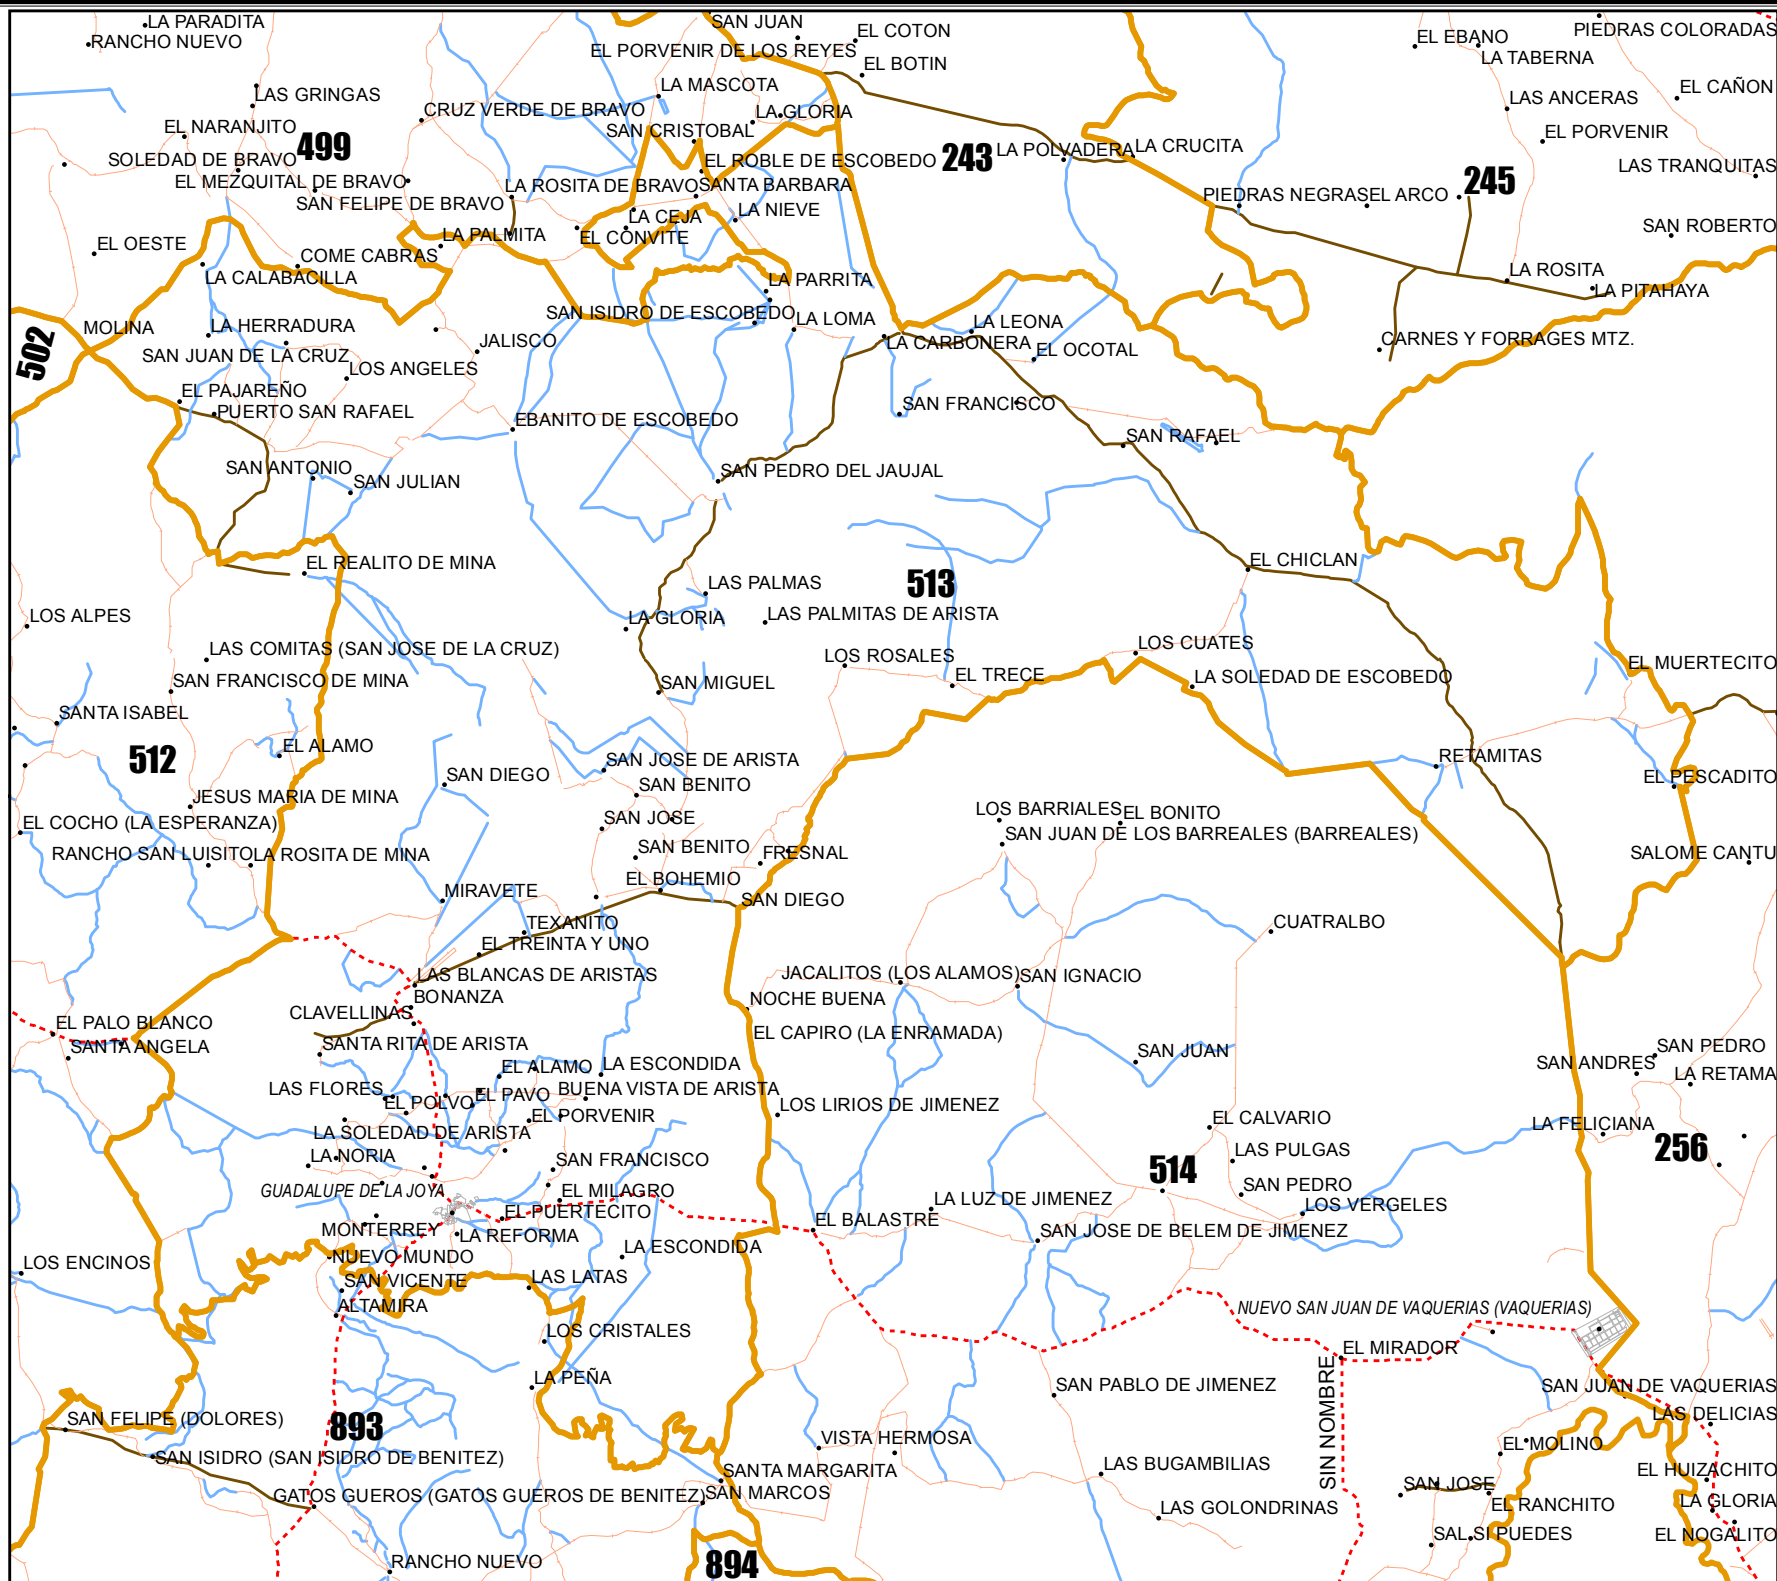 LA PARADITA
SAN JUAN
EL COTON
PIEDRAS COLORADAS
RANCHO NUEVO
EL PORVENIR DE LOS REYES
EL EBANO
LA TABERNA
EL BOTIN
LAS GRINGAS
LA MASCOTA
EL CAÑON
CRUZ VERDE DE BRAVO
LA GLORIA
LAS ANCERAS
EL NARANJITO
SAN CRISTOBAL
EL PORVENIR
499
SOLEDAD DE BRAVO
EL ROBLE DE ESCOBEDO
243
LA POLVADERA
LA CRUCITA
LAS TRANQUITAS
EL MEZQUITAL DE BRAVO
LA ROSITA DE BRAVO
SANTA BARBARA
245
SAN FELIPE DE BRAVO
PIEDRAS NEGRAS
EL ARCO
LA CEJA
LA NIEVE
SAN ROBERTO
LA PALMITA
EL CONVITE
EL OESTE
COME CABRAS
LA CALABACILLA
LA PARRITA
LA ROSITA
LA PITAHAYA
SAN ISIDRO DE ESCOBEDO
LA LOMA
502
MOLINA
LA HERRADURA
LA LEONA
JALISCO
LA CARBONERA
CARNES Y FORRAGES MTZ.
SAN JUAN DE LA CRUZ
EL OCOTAL
LOS ANGELES
EL PAJAREÑO
PUERTO SAN RAFAEL
SAN FRANCISCO
EBANITO DE ESCOBEDO
SAN RAFAEL
SAN ANTONIO
SAN JULIAN
SAN PEDRO DEL JAUJAL
EL REALITO DE MINA
EL CHICLAN
LAS PALMAS
513
LOS ALPES
LA GLORIA
LAS PALMITAS DE ARISTA
LAS COMITAS (SAN JOSE DE LA CRUZ)
LOS ROSALES
LOS CUATES
EL MUERTECITO
SAN FRANCISCO DE MINA
SAN MIGUEL
EL TRECE
LA SOLEDAD DE ESCOBEDO
SANTA ISABEL
512
EL ALAMO
SAN JOSE DE ARISTA
RETAMITAS
SAN DIEGO
SAN BENITO
EL PESCADITO
JESUS MARIA DE MINA
LOS BARRIALES
EL BONITO
EL COCHO (LA ESPERANZA)
SAN JOSE
SAN JUAN DE LOS BARREALES (BARREALES)
RANCHO SAN LUISITO
LA ROSITA DE MINA
SAN BENITO
FRESNAL
SALOME CANTU
MIRAVETE
EL BOHEMIO
SAN DIEGO
TEXANITO
CUATRALBO
EL TREINTA Y UNO
LAS BLANCAS DE ARISTAS
JACALITOS (LOS ALAMOS)
SAN IGNACIO
BONANZA
NOCHE BUENA
CLAVELLINAS
EL PALO BLANCO
EL CAPIRO (LA ENRAMADA)
SANTA ANGELA
SANTA RITA DE ARISTA
SAN JUAN
SAN PEDRO
EL ALAMO
LA ESCONDIDA
SAN ANDRES
LA RETAMA
LAS FLORES
EL POLVO
EL PAVO
BUENA VISTA DE ARISTA
LOS LIRIOS DE JIMENEZ
EL PORVENIR
EL CALVARIO
LA FELICIANA
LA SOLEDAD DE ARISTA
LAS PULGAS
256
LA NORIA
SAN FRANCISCO
514
GUADALUPE DE LA JOYA
EL MILAGRO
SAN PEDRO
LA LUZ DE JIMENEZ
LOS VERGELES
EL PUERTECITO
EL BALASTRE
MONTERREY
LA REFORMA
SAN JOSE DE BELEM DE JIMENEZ
LOS ENCINOS
NUEVO MUNDO
LA ESCONDIDA
SAN VICENTE
LAS LATAS
ALTAMIRA
NUEVO SAN JUAN DE VAQUERIAS (VAQUERIAS)
LOS CRISTALES
EL MIRADOR
LA PEÑA
SAN PABLO DE JIMENEZ
SIN NOMBRE
SAN JUAN DE VAQUERIAS
SAN FELIPE (DOLORES)
893
LAS DELICIAS
VISTA HERMOSA
EL MOLINO
SAN ISIDRO (SAN ISIDRO DE BENITEZ)
SANTA MARGARITA
LAS BUGAMBILIAS
EL HUIZACHITO
GATOS GUEROS (GATOS GUEROS DE BENITEZ)
SAN MARCOS
SAN JOSE
LAS GOLONDRINAS
EL RANCHITO
LA GLORIA
SAL SI PUEDES
EL NOGALITO
RANCHO NUEVO
894